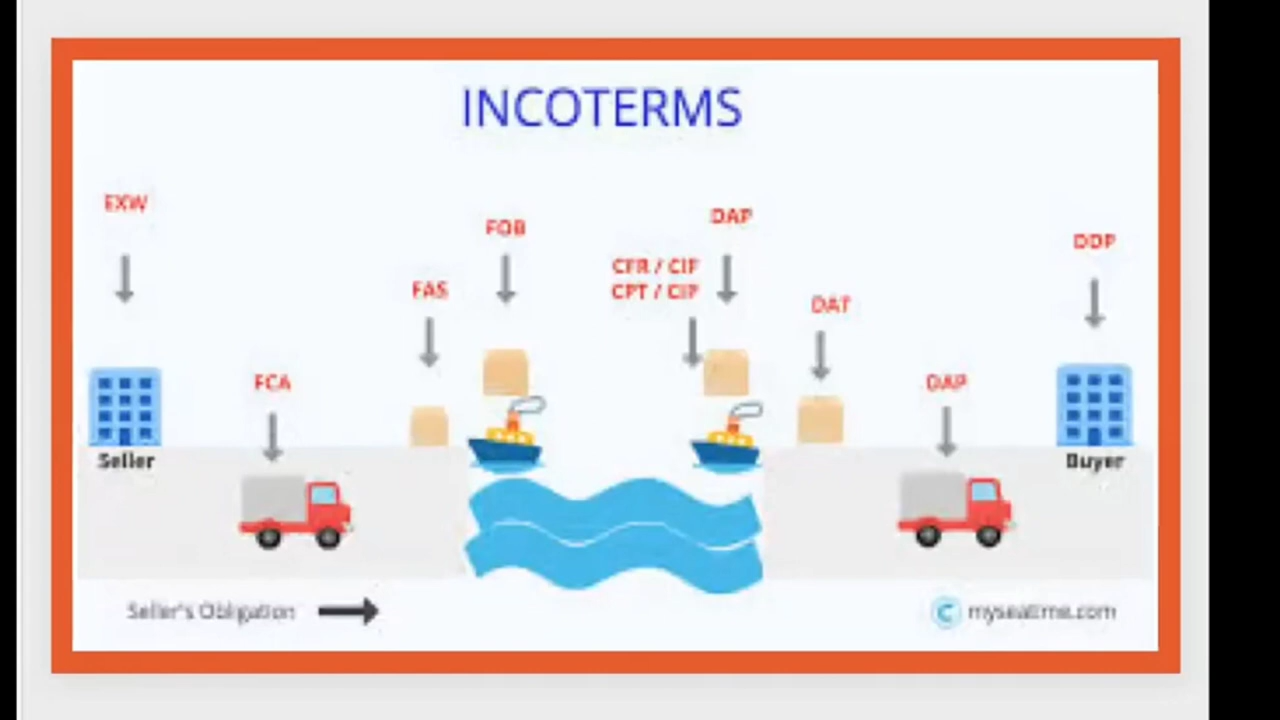 INCOTERMS
EXW
FOB
DAP
DDP
CFR / CIF
CPT / CIP
FAS
DAT
FCA
DAP
Seller
Buyer
Seller's Obligation
C myseatime.com